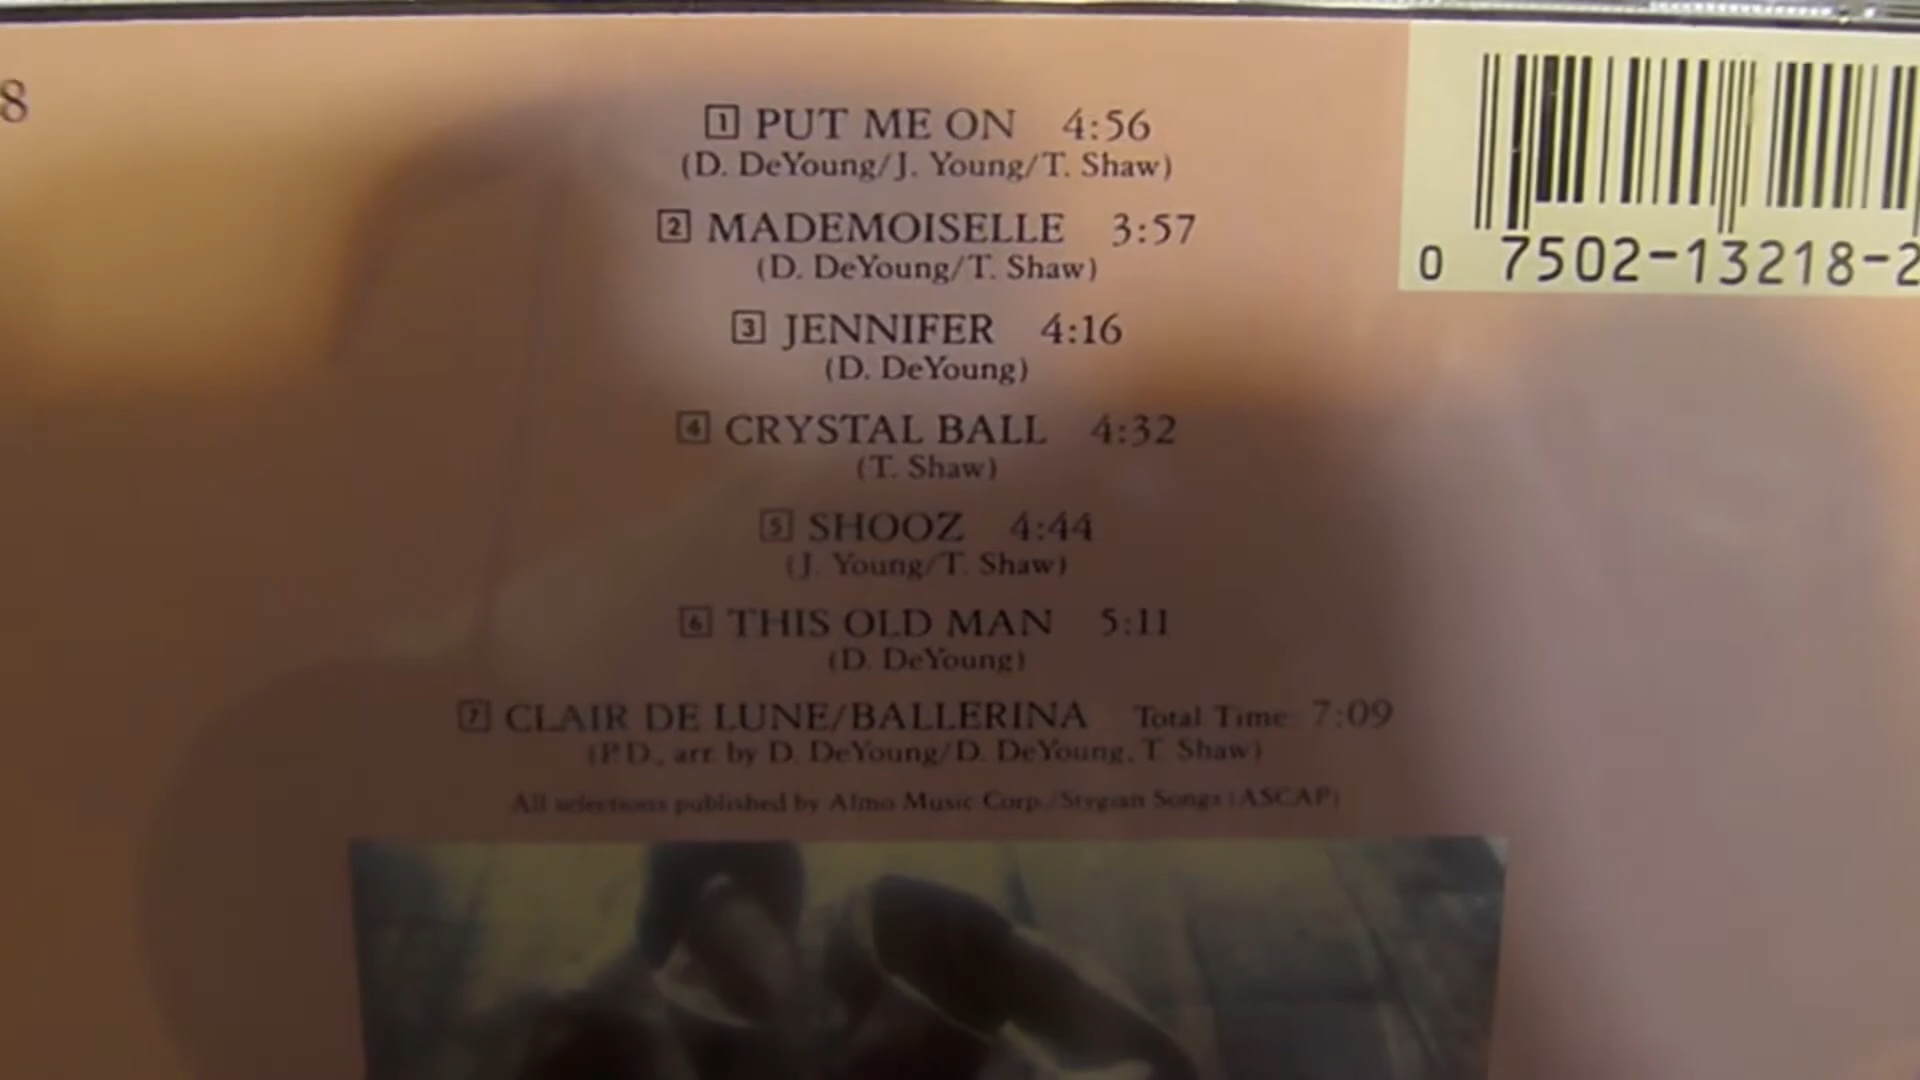 8
1 PUT ME ON 4:56
(D. DeYoung/J. Young/T. Shaw)
2 MADEMOISELLE 3:57
(D. DeYoung/T. Shaw)
3 JENNIFER 4:16
(D. DeYoung)
4 CRYSTAL BALL 4:32
(T. Shaw)
5 SHOOZ 4:44
(J. Young/T. Shaw)
6 THIS OLD MAN 5:11
(D. DeYoung)
7 CLAIR DE LUNE/BALLERINA Total Time: 7:09
(P.D., arr. by D. DeYoung/D. DeYoung, T. Shaw)
All selections published by Almo Music Corp./Stygian Songs (ASCAP)
0 7502-13218-2